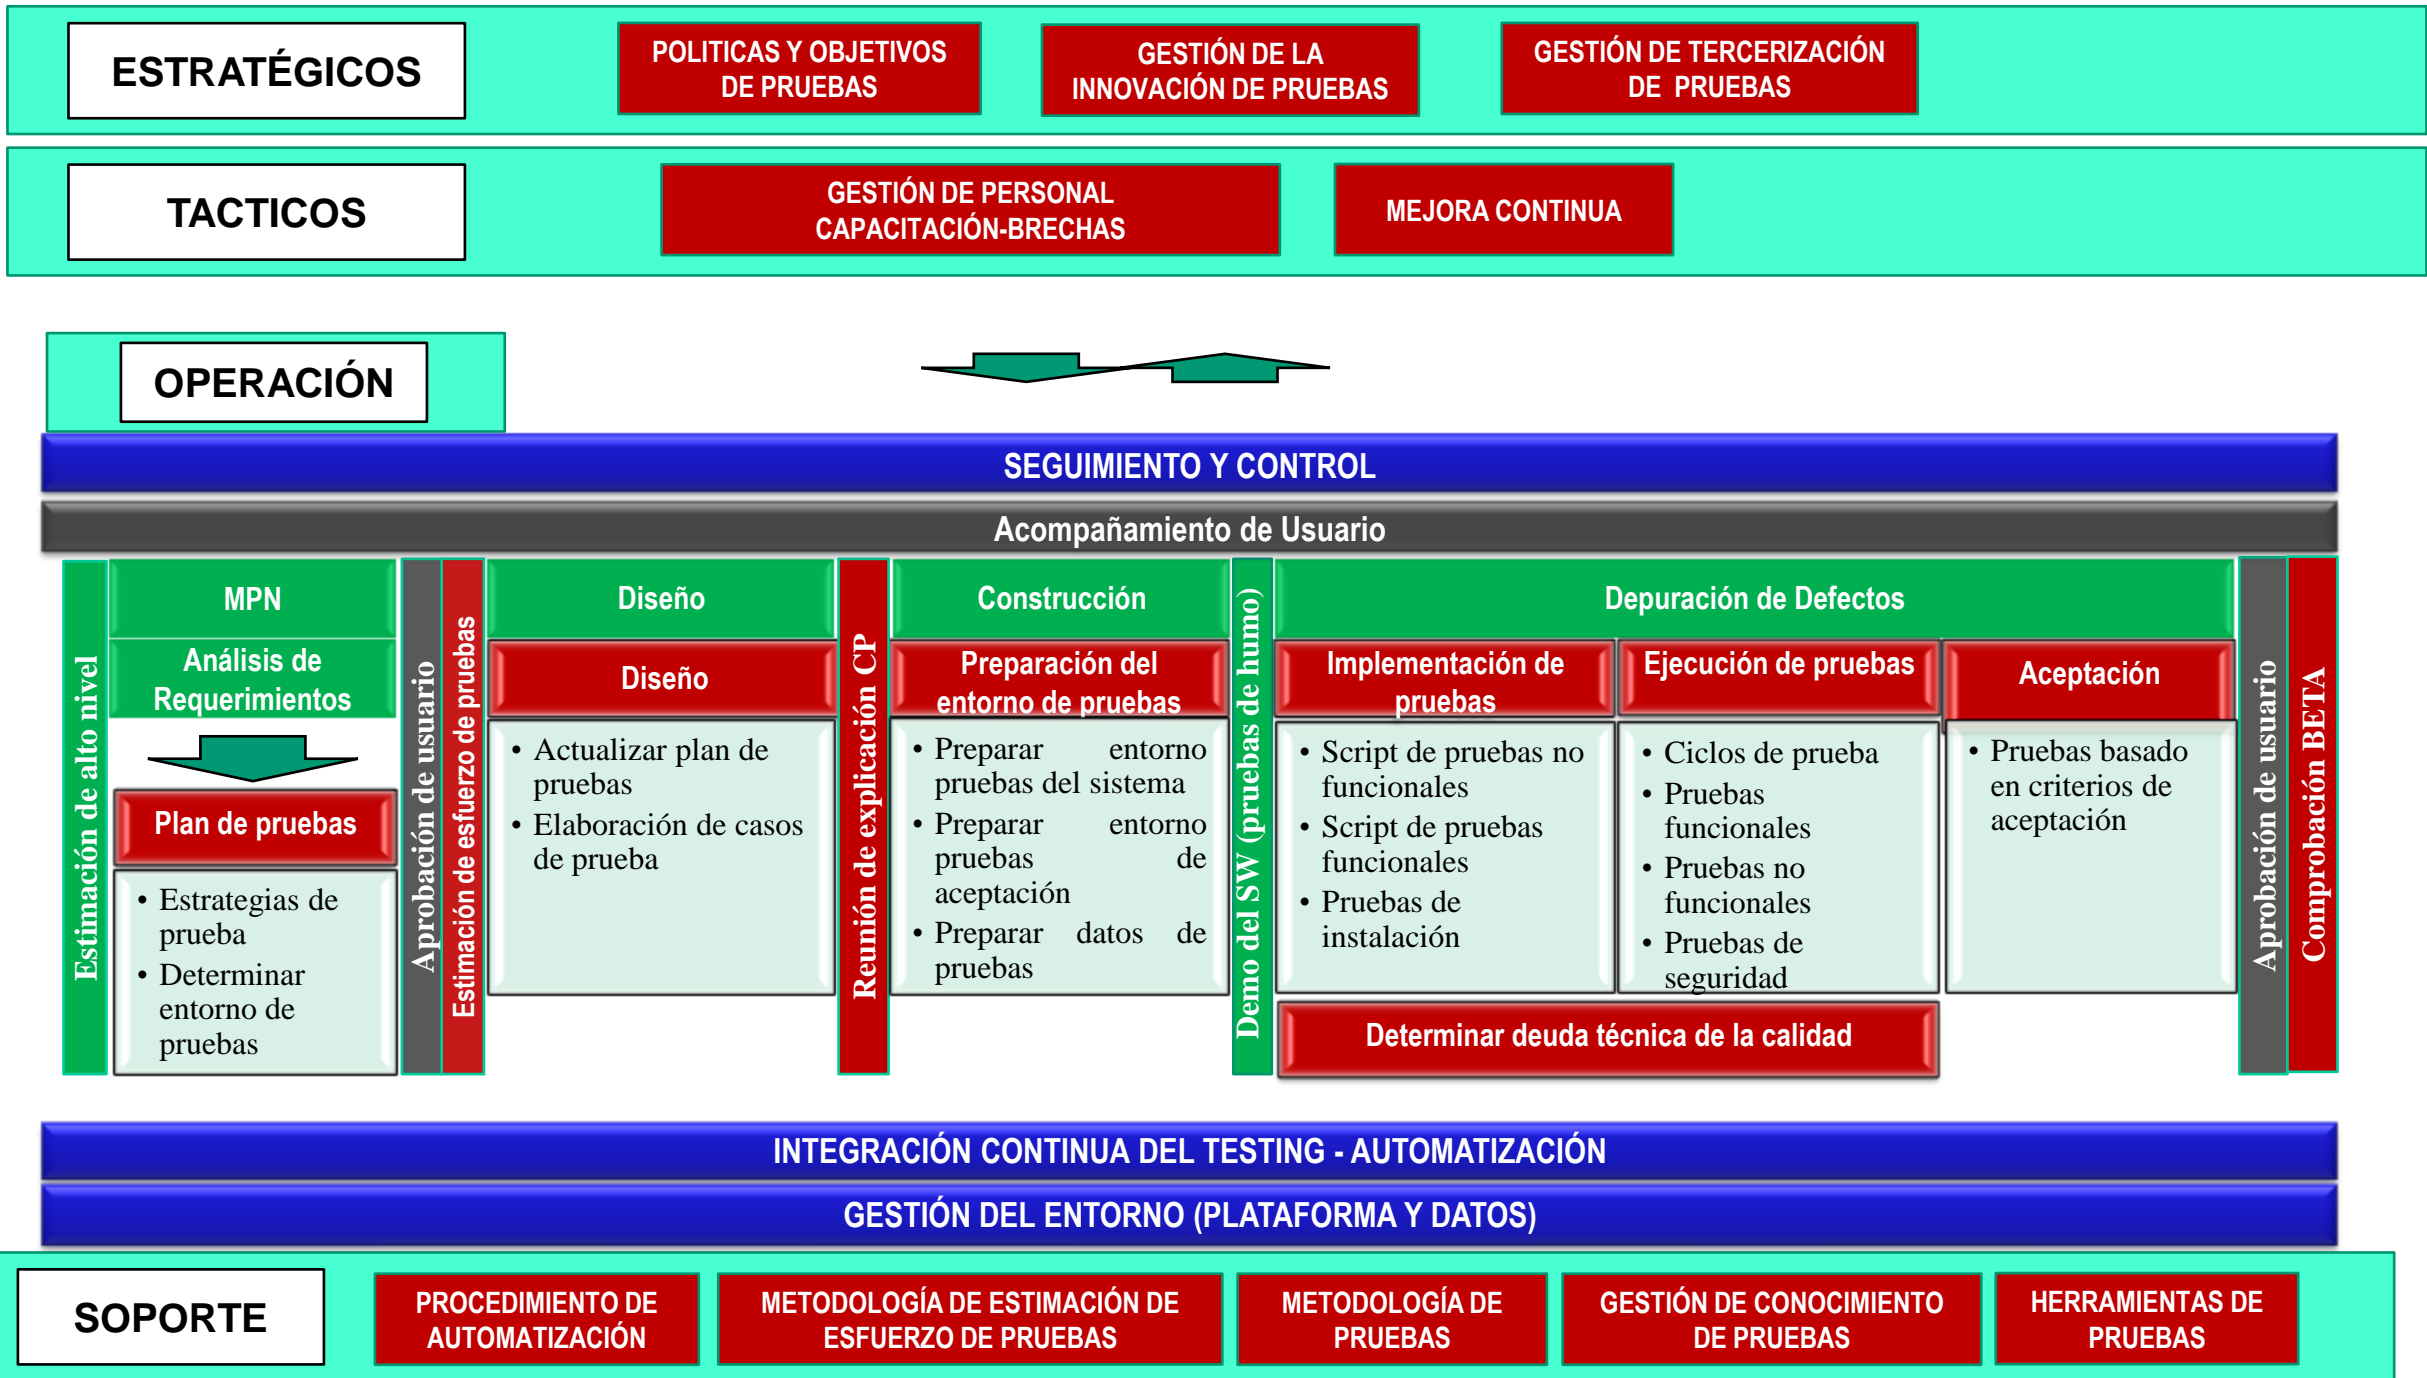 ESTRATÉGICOS
POLITICAS Y OBJETIVOS
DE PRUEBAS
GESTIÓN DE LA
INNOVACIÓN DE PRUEBAS
GESTIÓN DE TERCERIZACIÓN
DE PRUEBAS
TACTICOS
GESTIÓN DE PERSONAL
CAPACITACIÓN-BRECHAS
MEJORA CONTINUA
OPERACIÓN
SEGUIMIENTO Y CONTROL
Acompañamiento de Usuario
Estimación de alto nivel
MPN
Análisis de
Requerimientos
Plan de pruebas
• Estrategias de
prueba
• Determinar
entorno de
pruebas
Aprobación de usuario
Estimación de esfuerzo de pruebas
Diseño
Diseño
• Actualizar plan de
pruebas
• Elaboración de casos
de prueba
Reunión de explicación CP
Construcción
Preparación del
entorno de pruebas
• Preparar entorno
pruebas del sistema
• Preparar entorno
pruebas de
aceptación
• Preparar datos de
pruebas
Demo del SW (pruebas de humo)
Depuración de Defectos
Implementación de
pruebas
• Script de pruebas no
funcionales
• Script de pruebas
funcionales
• Pruebas de
instalación
Ejecución de pruebas
• Ciclos de prueba
• Pruebas
funcionales
• Pruebas no
funcionales
• Pruebas de
seguridad
Aceptación
• Pruebas basado
en criterios de
aceptación
Determinar deuda técnica de la calidad
Aprobación de usuario
Comprobación BETA
INTEGRACIÓN CONTINUA DEL TESTING - AUTOMATIZACIÓN
GESTIÓN DEL ENTORNO (PLATAFORMA Y DATOS)
SOPORTE
PROCEDIMIENTO DE
AUTOMATIZACIÓN
METODOLOGÍA DE ESTIMACIÓN DE
ESFUERZO DE PRUEBAS
METODOLOGÍA DE
PRUEBAS
GESTIÓN DE CONOCIMIENTO
DE PRUEBAS
HERRAMIENTAS DE
PRUEBAS